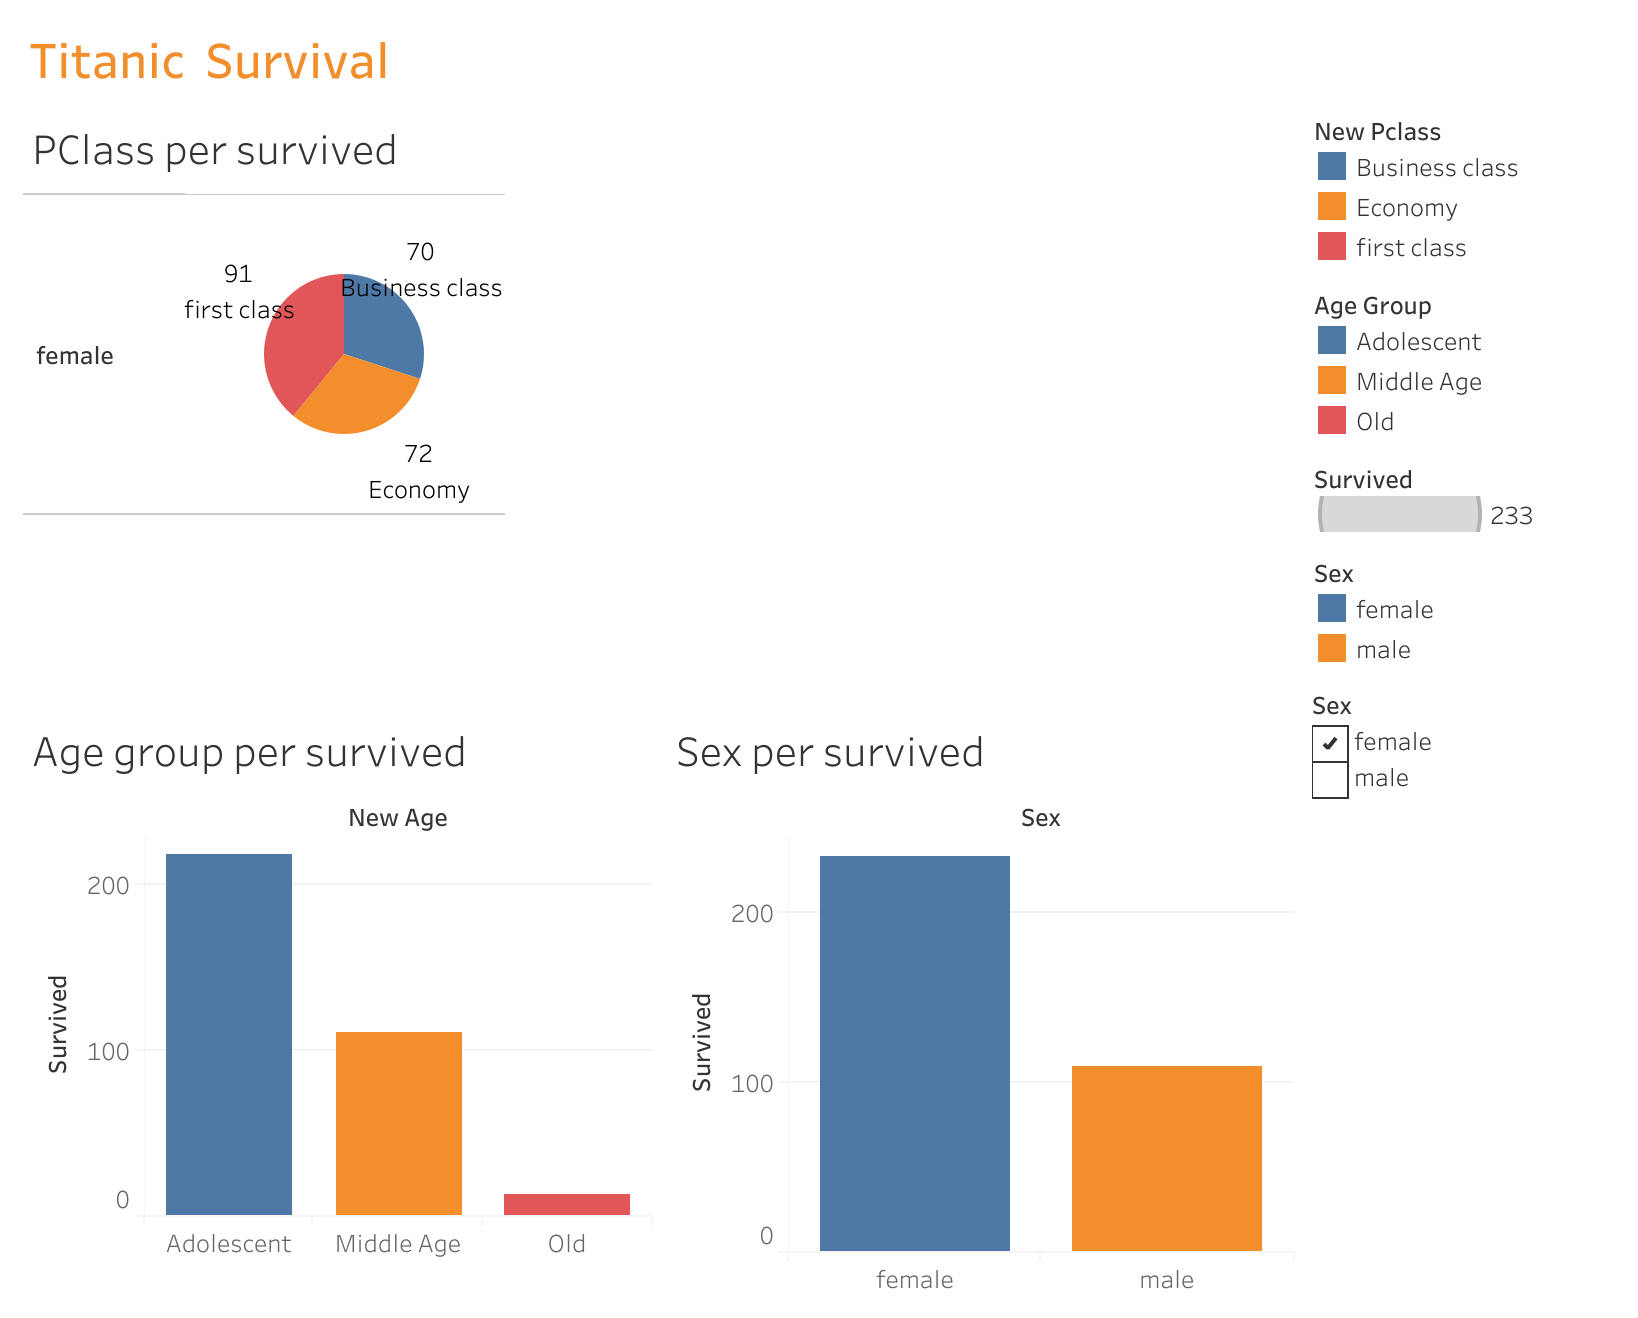 Titanic  Survival
PClass per survived
70
Business class
91
first class
female
72
Economy
New Pclass
Business class
Economy
first class
Age Group
Adolescent
Middle Age
Old
Survived
233
Sex
female
male
Sex
female
male
Age group per survived
New Age
Survived
200
100
0
Adolescent
Middle Age
Old
Sex per survived
Sex
Survived
200
100
0
female
male